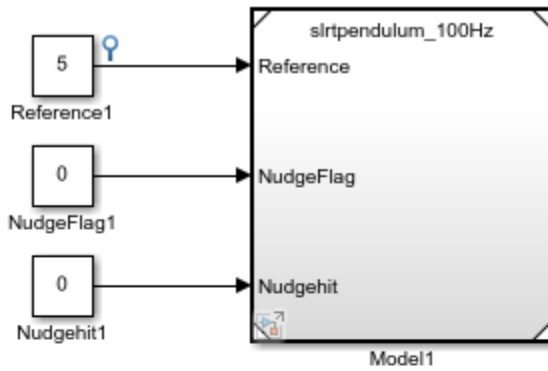 slrtpendulum_100Hz
5
Reference
Reference1
0
NudgeFlag
NudgeFlag1
0
Nudgehit
Nudgehit1
Model1